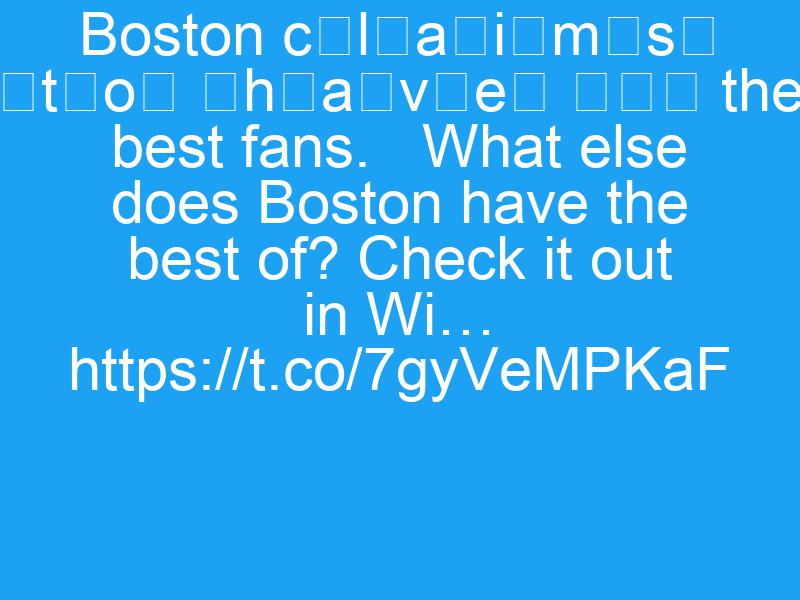 Boston c□l□a□i□m□s□
□t□o□ □h□a□v□e□ □□□ the
best fans. What else
does Boston have the
best of? Check it out
in Wi…
https://t.co/7gyVeMPKaF